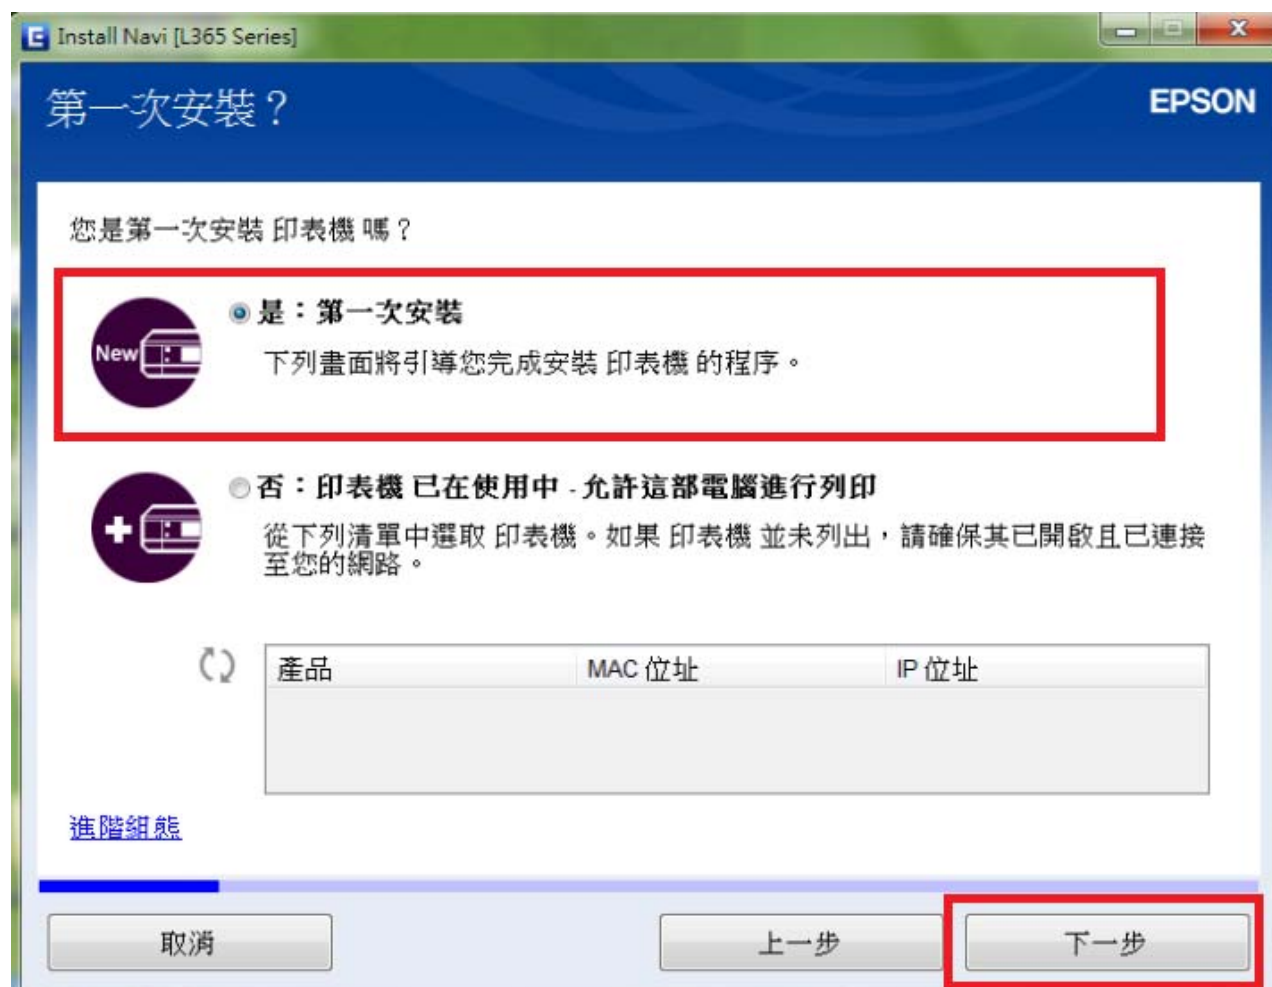 Install Navi [L365 Series]
第一次安裝？
EPSON
您是第一次安裝 印表機 嗎？
New
是：第一次安裝
下列畫面將引導您完成安裝 印表機 的程序。
否：印表機 已在使用中 - 允許這部電腦進行列印
從下列清單中選取 印表機。如果 印表機 並未列出，請確保其已開啟且已連接
至您的網路。
產品 MAC 位址 IP 位址
進階組態
取消 上一步 下一步